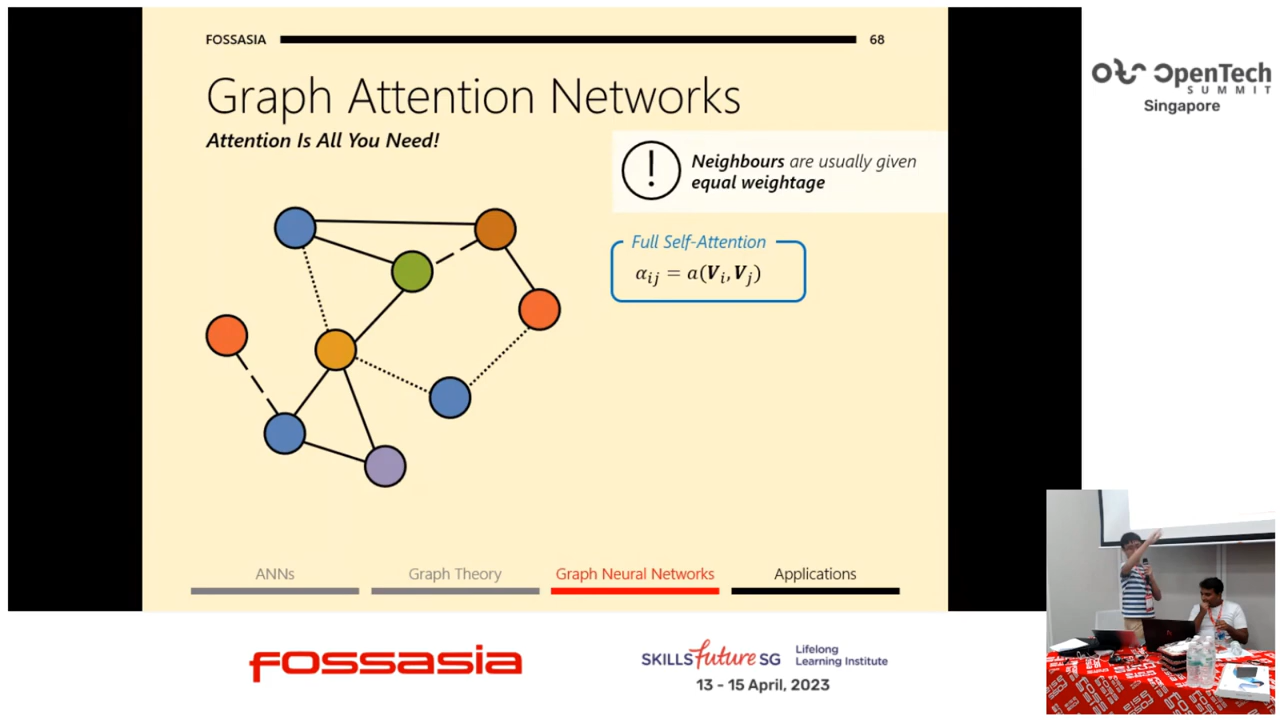 FOSSASIA
68
Graph Attention Networks
Attention Is All You Need!
!
Neighbours are usually given
equal weightage
Full Self-Attention
αij = a(Vi, Vj)
ANNs
Graph Theory
Graph Neural Networks
Applications
OpenTech
SUMMIT
Singapore
FOSSASIA
SKILLS future SG
Lifelong
Learning Institute
13 - 15 April, 2023